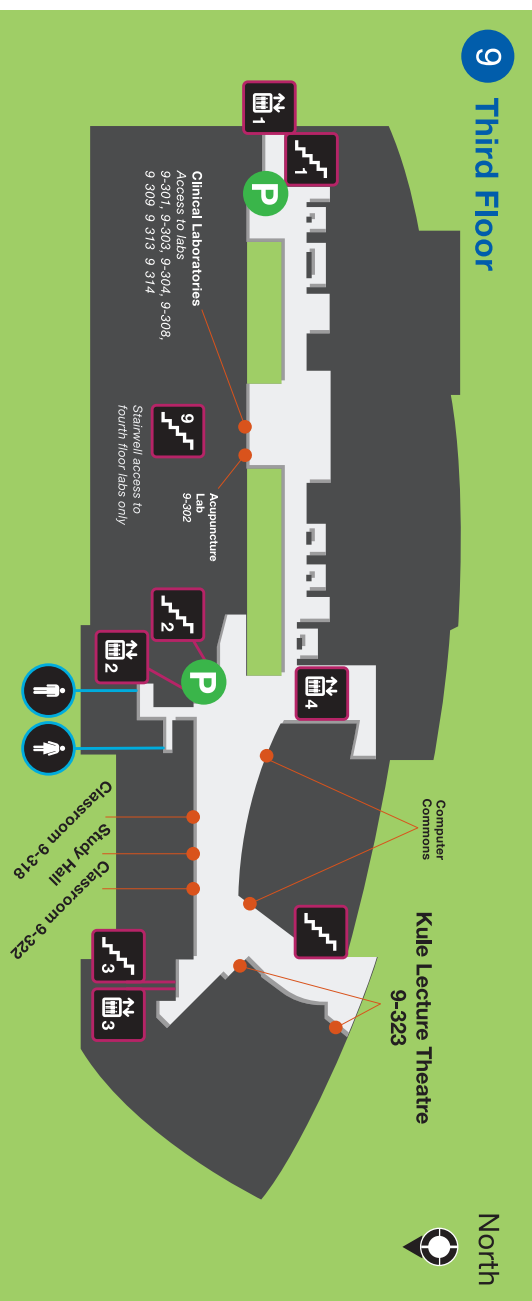 9 Third Floor
1
1
P
Clinical Laboratories
Access to labs
9-301, 9-303, 9-304, 9-308,
9 309 9 313 9 314
9
Stairwell access to
fourth floor labs only
Acupuncture
Lab
9-302
2
2
P
4
Computer
Commons
Classroom 9-318
Study Hall
Classroom 9-322
Kule Lecture Theatre
9-323
3
3
North